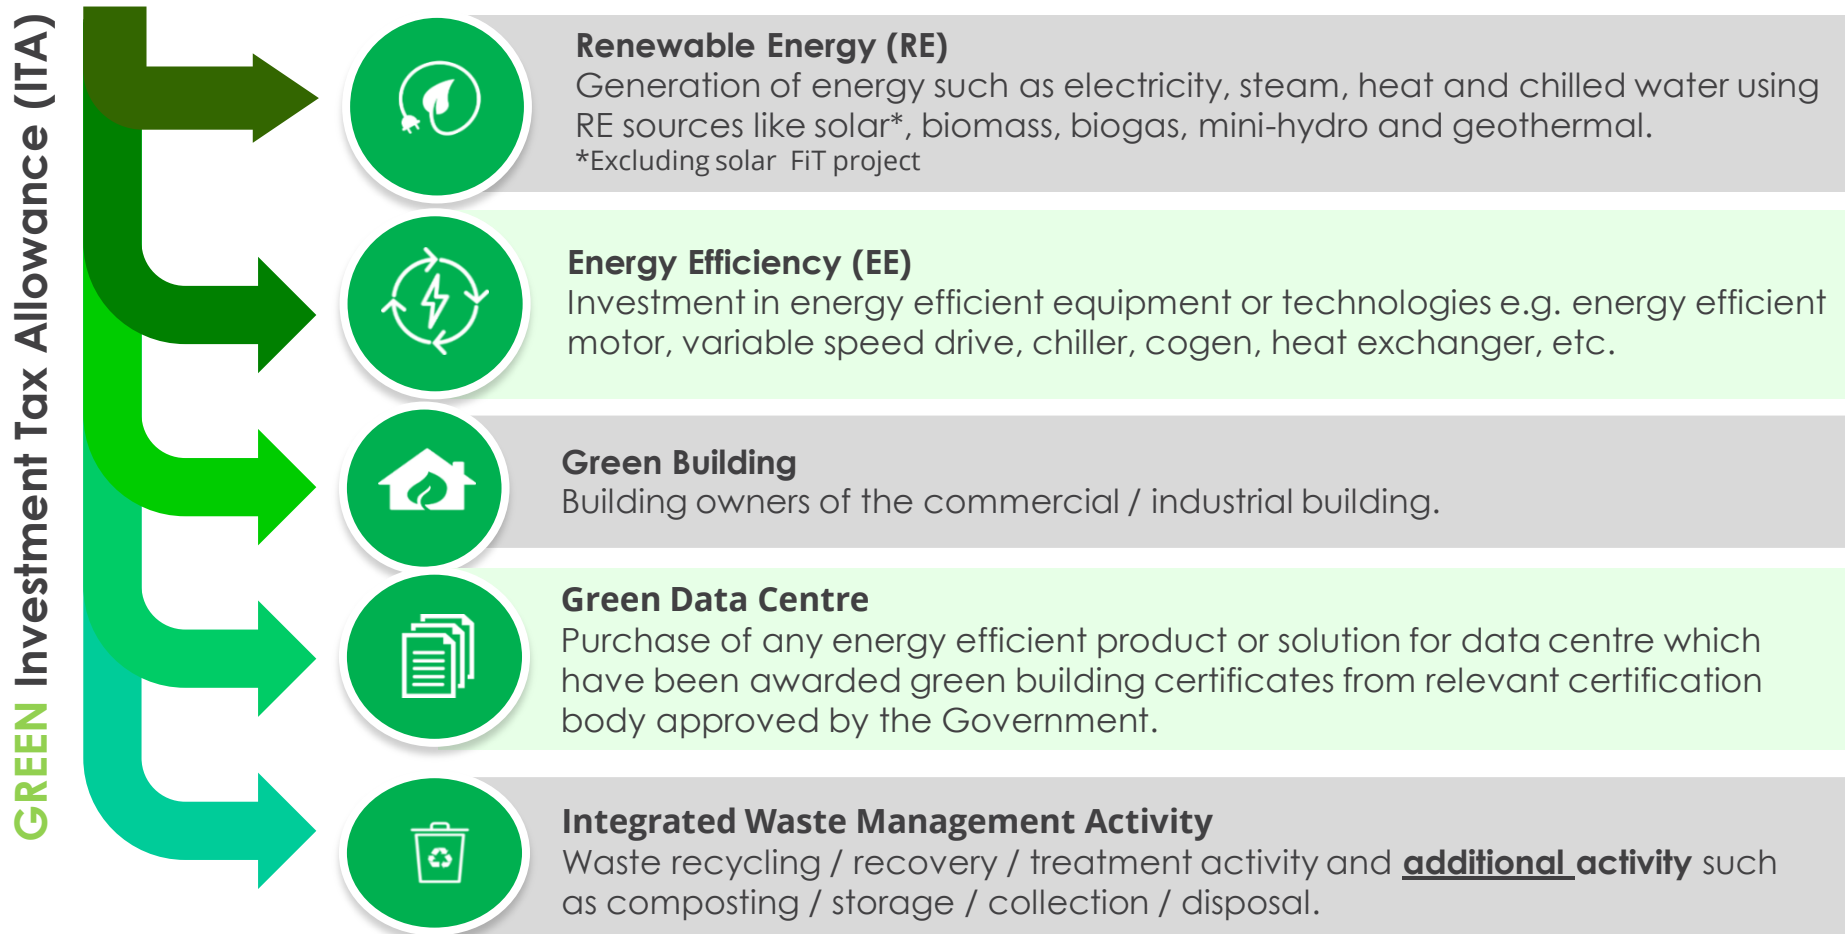 GREEN Investment Tax Allowance (ITA)
Renewable Energy (RE)
Generation of energy such as electricity, steam, heat and chilled water using
RE sources like solar*, biomass, biogas, mini-hydro and geothermal.
*Excluding solar FiT project
Energy Efficiency (EE)
Investment in energy efficient equipment or technologies e.g. energy efficient
motor, variable speed drive, chiller, cogen, heat exchanger, etc.
Green Building
Building owners of the commercial / industrial building.
Green Data Centre
Purchase of any energy efficient product or solution for data centre which
have been awarded green building certificates from relevant certification
body approved by the Government.
Integrated Waste Management Activity
Waste recycling / recovery / treatment activity and additional activity such
as composting / storage / collection / disposal.